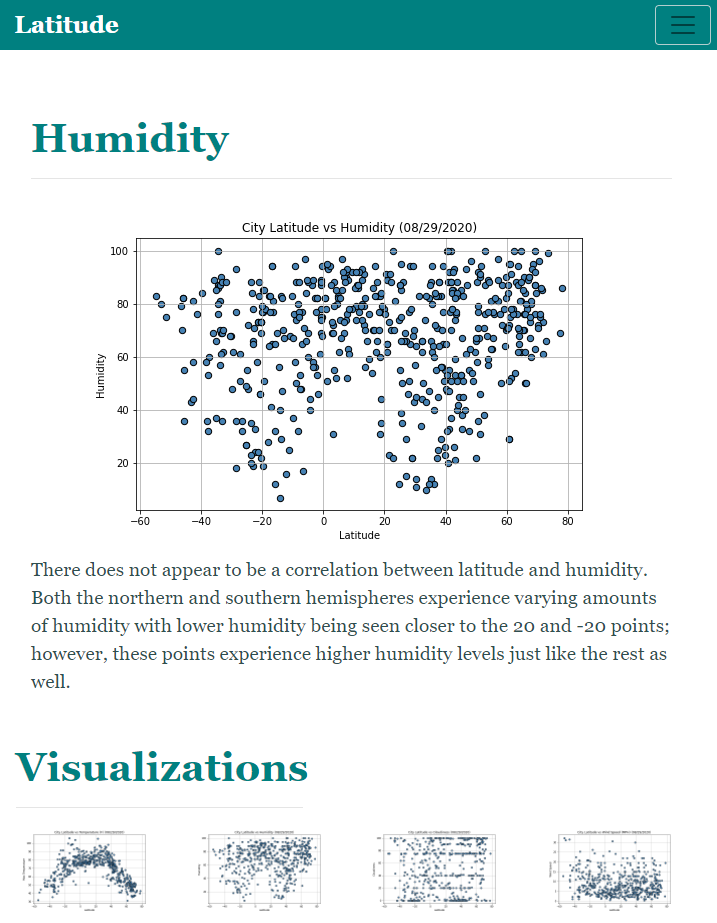 Latitude
Humidity
City Latitude vs Humidity (08/29/2020)
100
80
60
40
20
Humidity
−60 −40 −20 0 20 40 60 80
Latitude
There does not appear to be a correlation between latitude and humidity.
Both the northern and southern hemispheres experience varying amounts
of humidity with lower humidity being seen closer to the 20 and -20 points;
however, these points experience higher humidity levels just like the rest as
well.
Visualizations